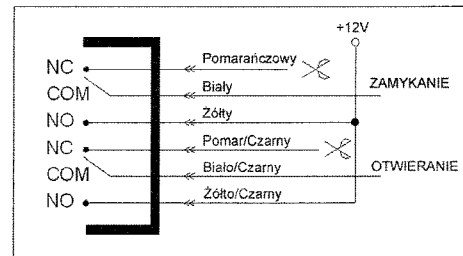 +12V
NC Pomarańczowy
COM Biały ZAMYKANIE
NO Żółty
NC Pomar/Czarny
COM Biało/Czarny OTWIERANIE
NO Żółto/Czarny